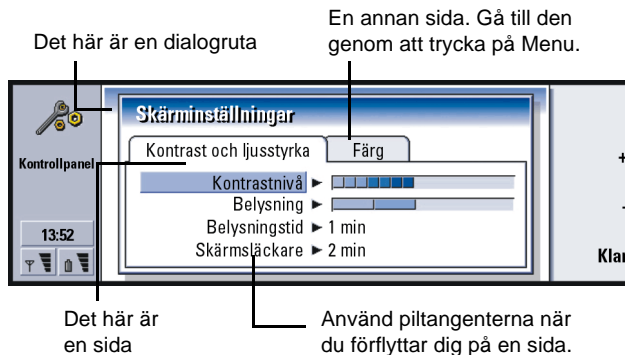 En annan sida. Gå till den
genom att trycka på Menu.
Det här är en dialogruta
Skärminställningar
Kontrast och ljusstyrka
Färg
Kontrollpanel
Kontrastnivå
Belysning
Belysningstid 1 min
Skärmsläckare 2 min
13:52
+
-
Klar
Det här är
en sida
Använd piltangenterna när
du förflyttar dig på en sida.